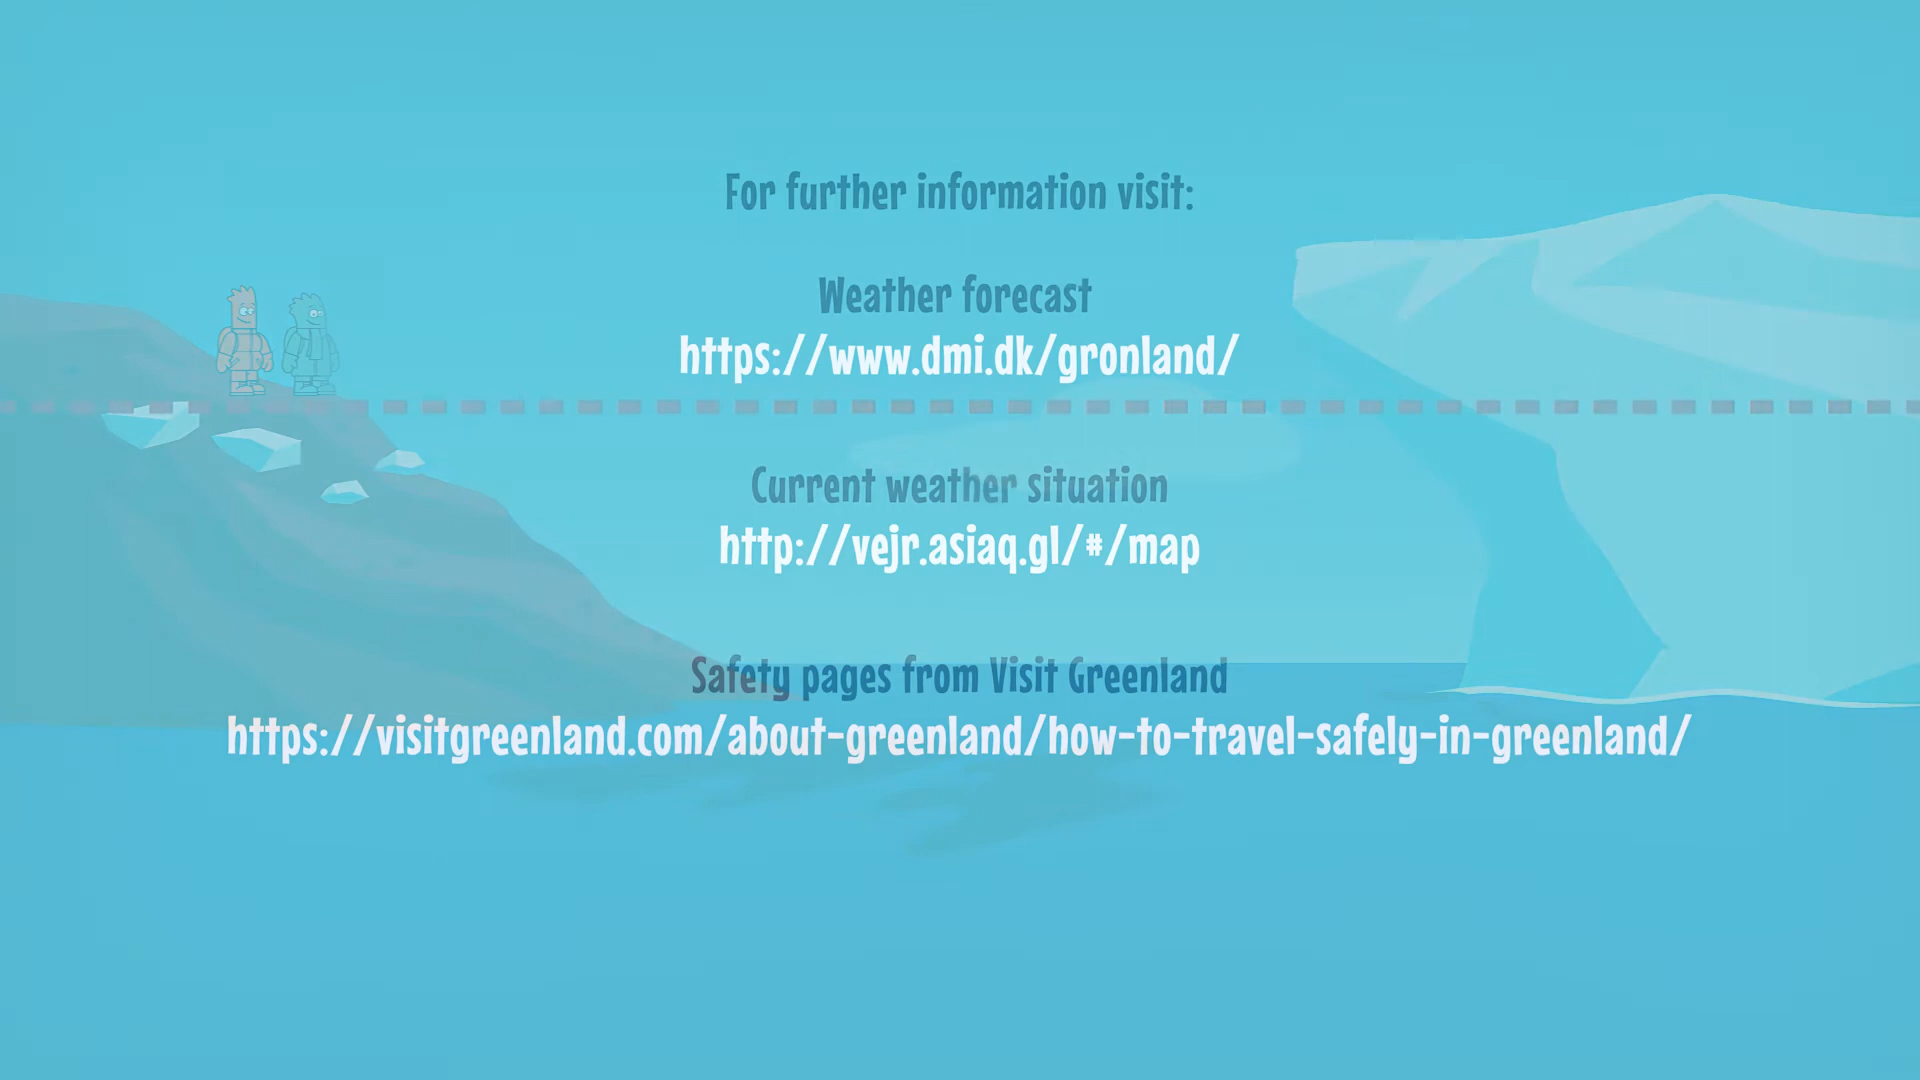 For further information visit:
Weather forecast
https://www.dmi.dk/gronland/
Current weather situation
http://vejr.asiaq.gl/#/map
Safety pages from Visit Greenland
https://visitgreenland.com/about-greenland/how-to-travel-safely-in-greenland/